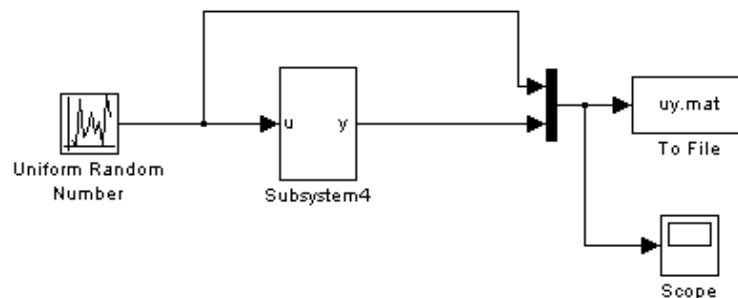 u
y
uy.mat
Uniform Random
Number
Subsystem4
To File
Scope